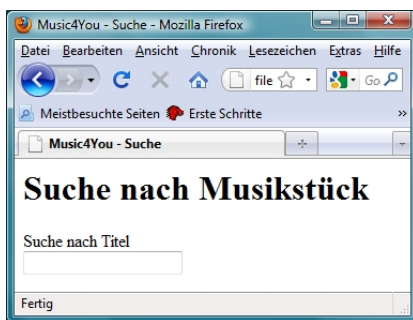 Music4You - Suche - Mozilla Firefox
Datei Bearbeiten Ansicht Chronik Lesezeichen Extras Hilfe
file Go
Meistbesuchte Seiten Erste Schritte »
Music4You - Suche
Suche nach Musikstück
Suche nach Titel
Fertig